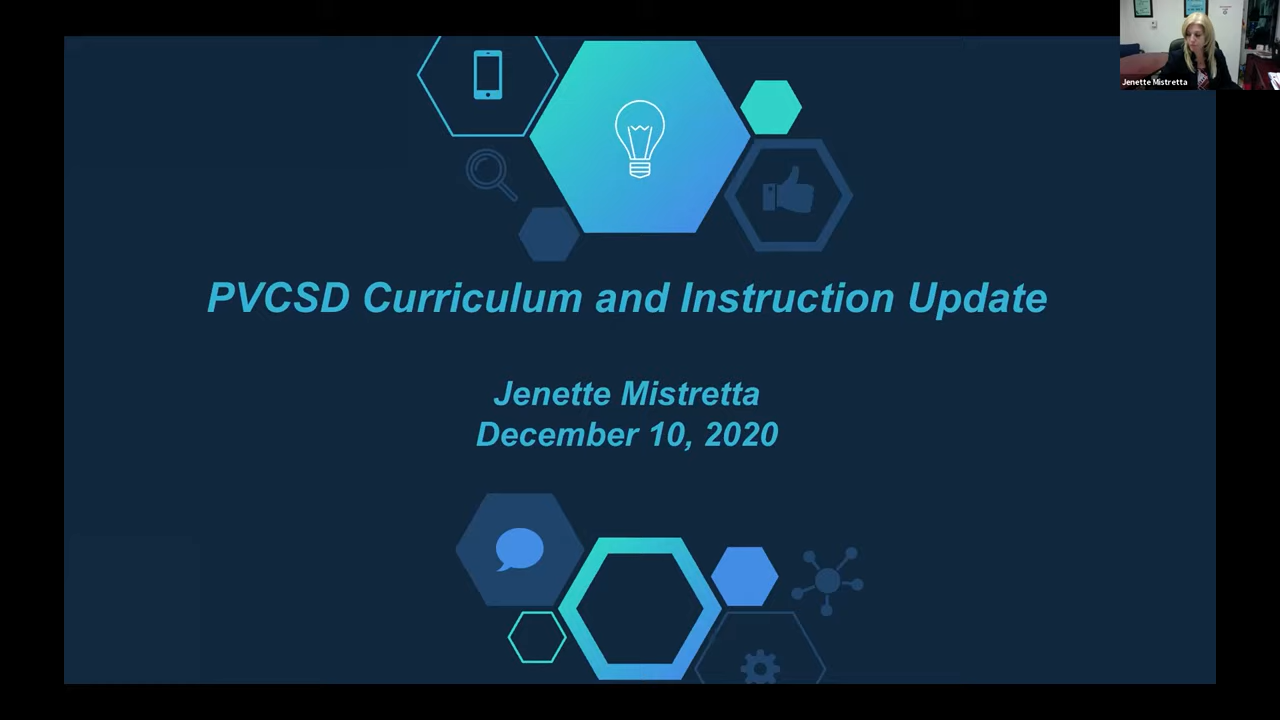 Jenette Mistretta
PVCSD Curriculum and Instruction Update
Jenette Mistretta
December 10, 2020